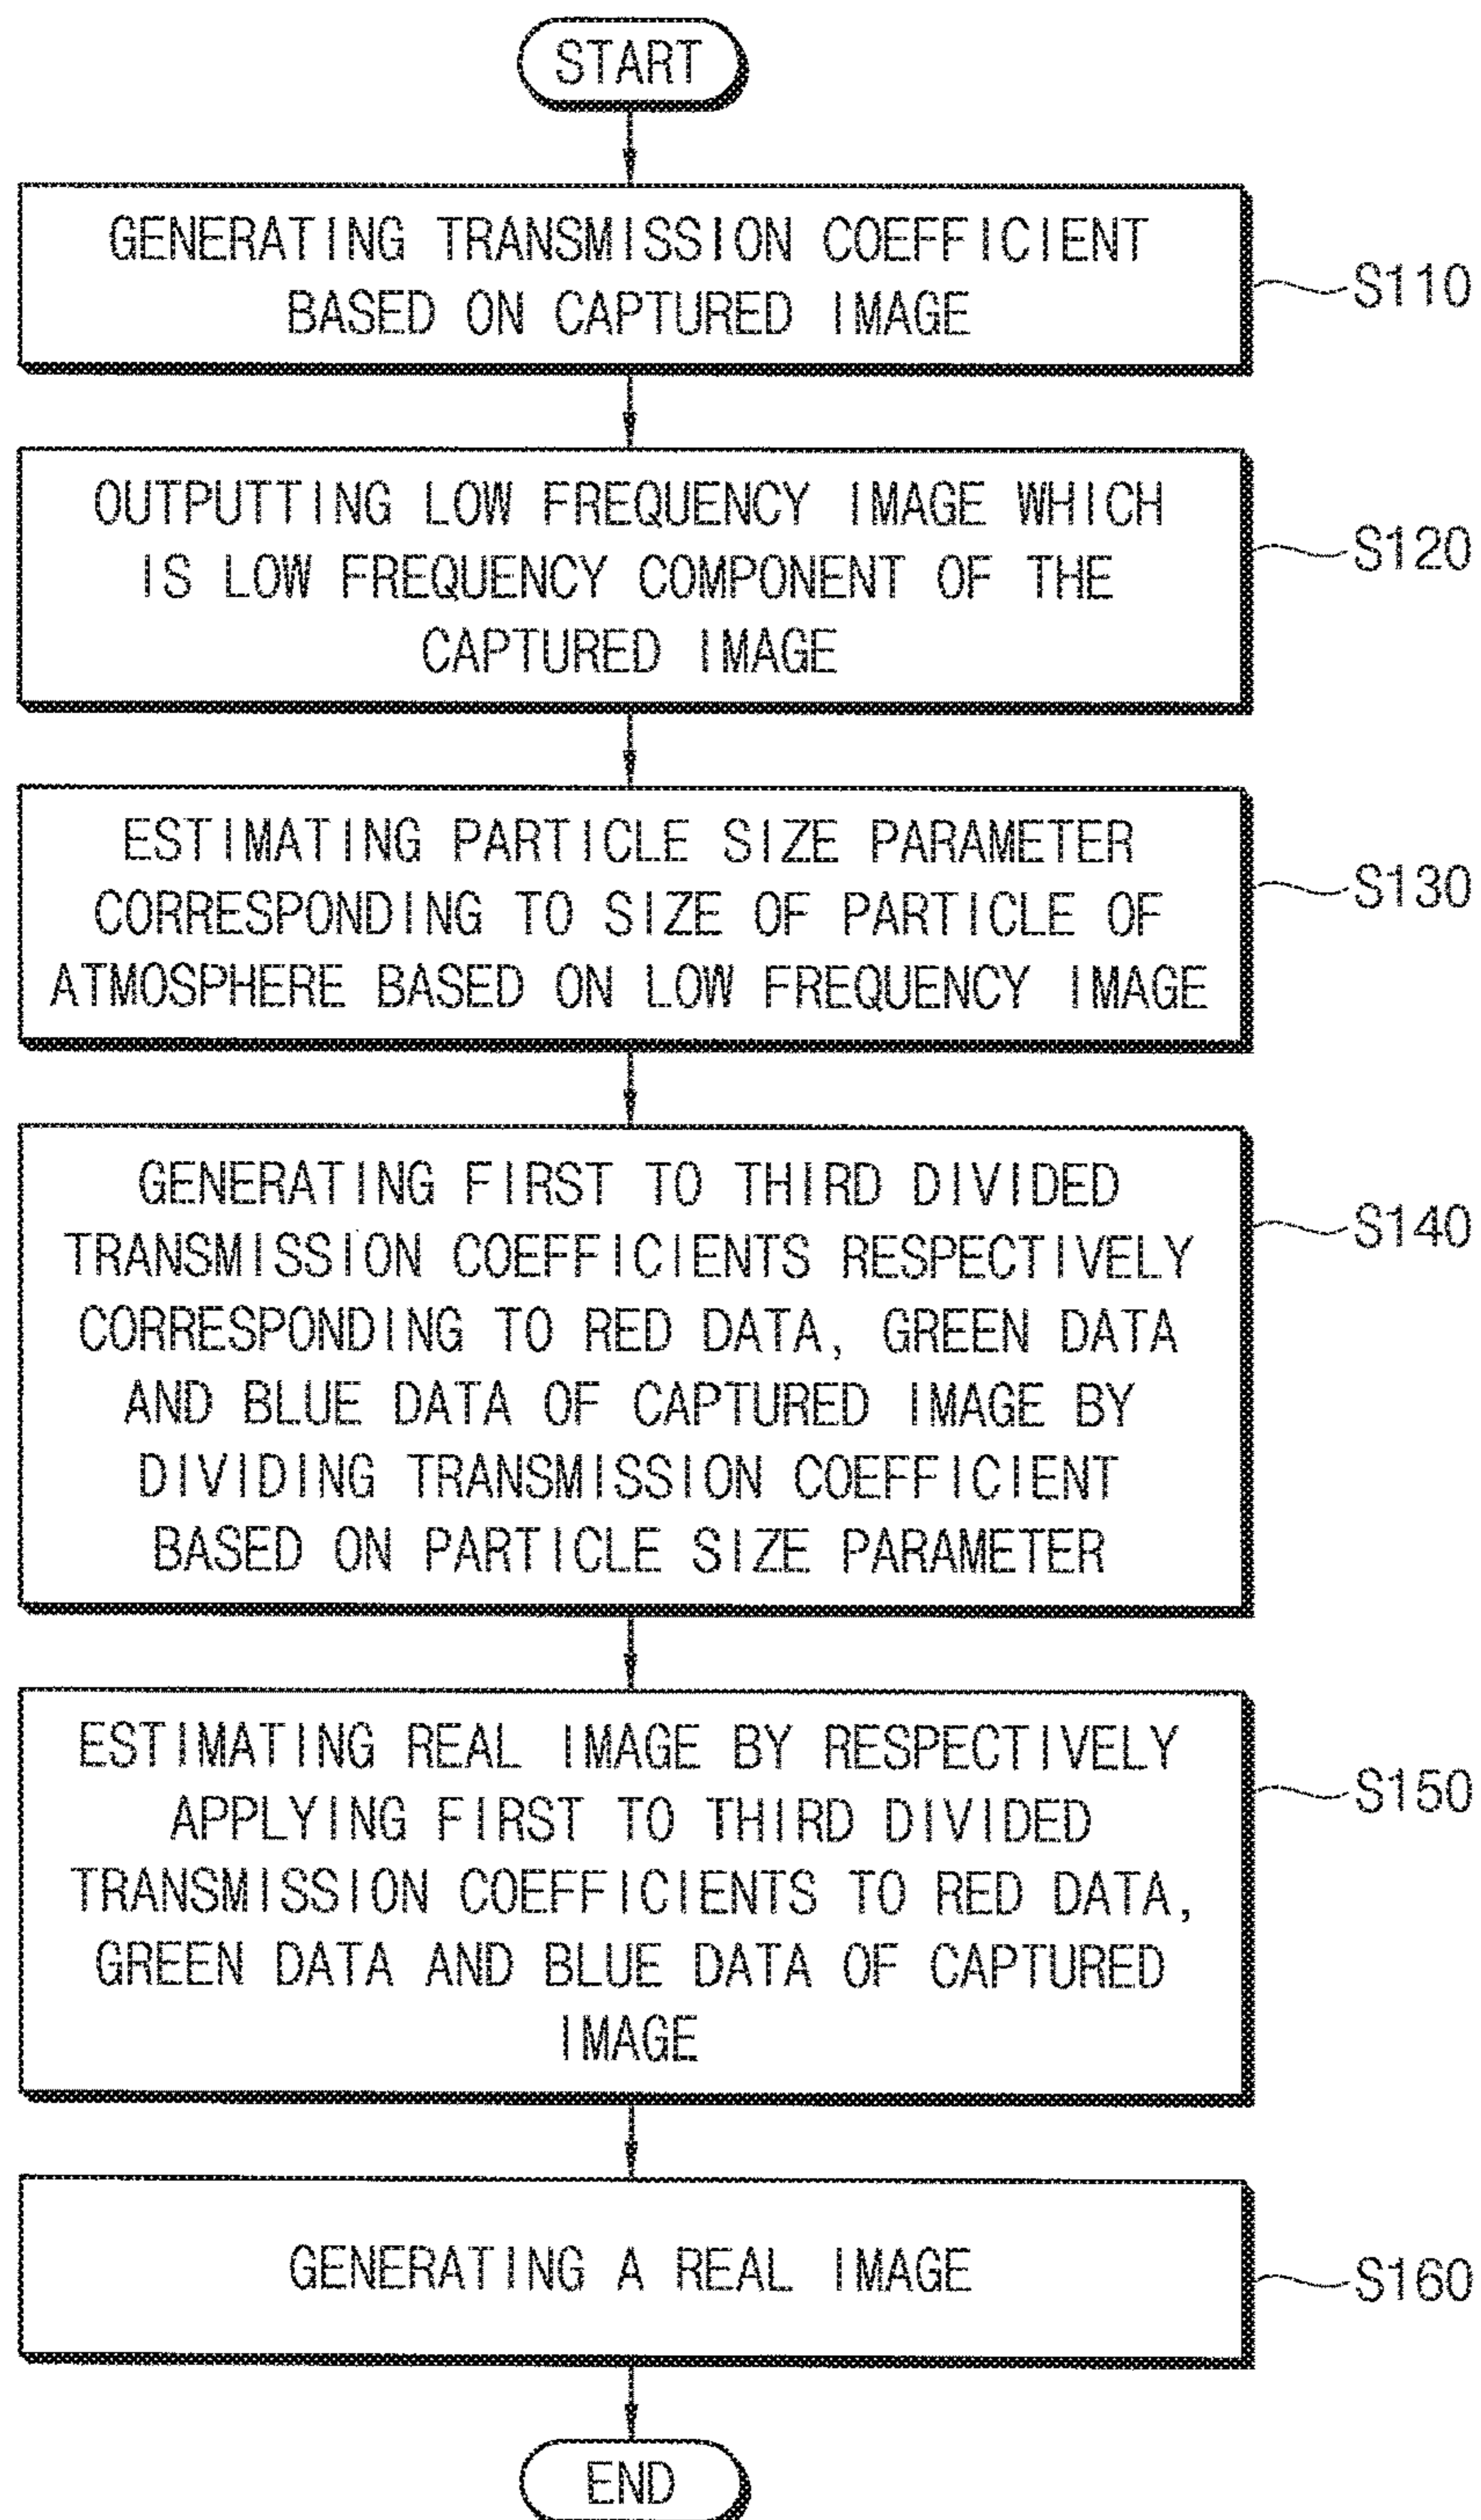 START
GENERATING TRANSMISSION COEFFICIENT
BASED ON CAPTURED IMAGE
S110
OUTPUTTING LOW FREQUENCY IMAGE WHICH
IS LOW FREQUENCY COMPONENT OF THE
CAPTURED IMAGE
S120
ESTIMATING PARTICLE SIZE PARAMETER
CORRESPONDING TO SIZE OF PARTICLE OF
ATMOSPHERE BASED ON LOW FREQUENCY IMAGE
S130
GENERATING FIRST TO THIRD DIVIDED
TRANSMISSION COEFFICIENTS RESPECTIVELY
CORRESPONDING TO RED DATA, GREEN DATA
AND BLUE DATA OF CAPTURED IMAGE BY
DIVIDING TRANSMISSION COEFFICIENT
BASED ON PARTICLE SIZE PARAMETER
S140
ESTIMATING REAL IMAGE BY RESPECTIVELY
APPLYING FIRST TO THIRD DIVIDED
TRANSMISSION COEFFICIENTS TO RED DATA,
GREEN DATA AND BLUE DATA OF CAPTURED
IMAGE
S150
GENERATING A REAL IMAGE
S160
END